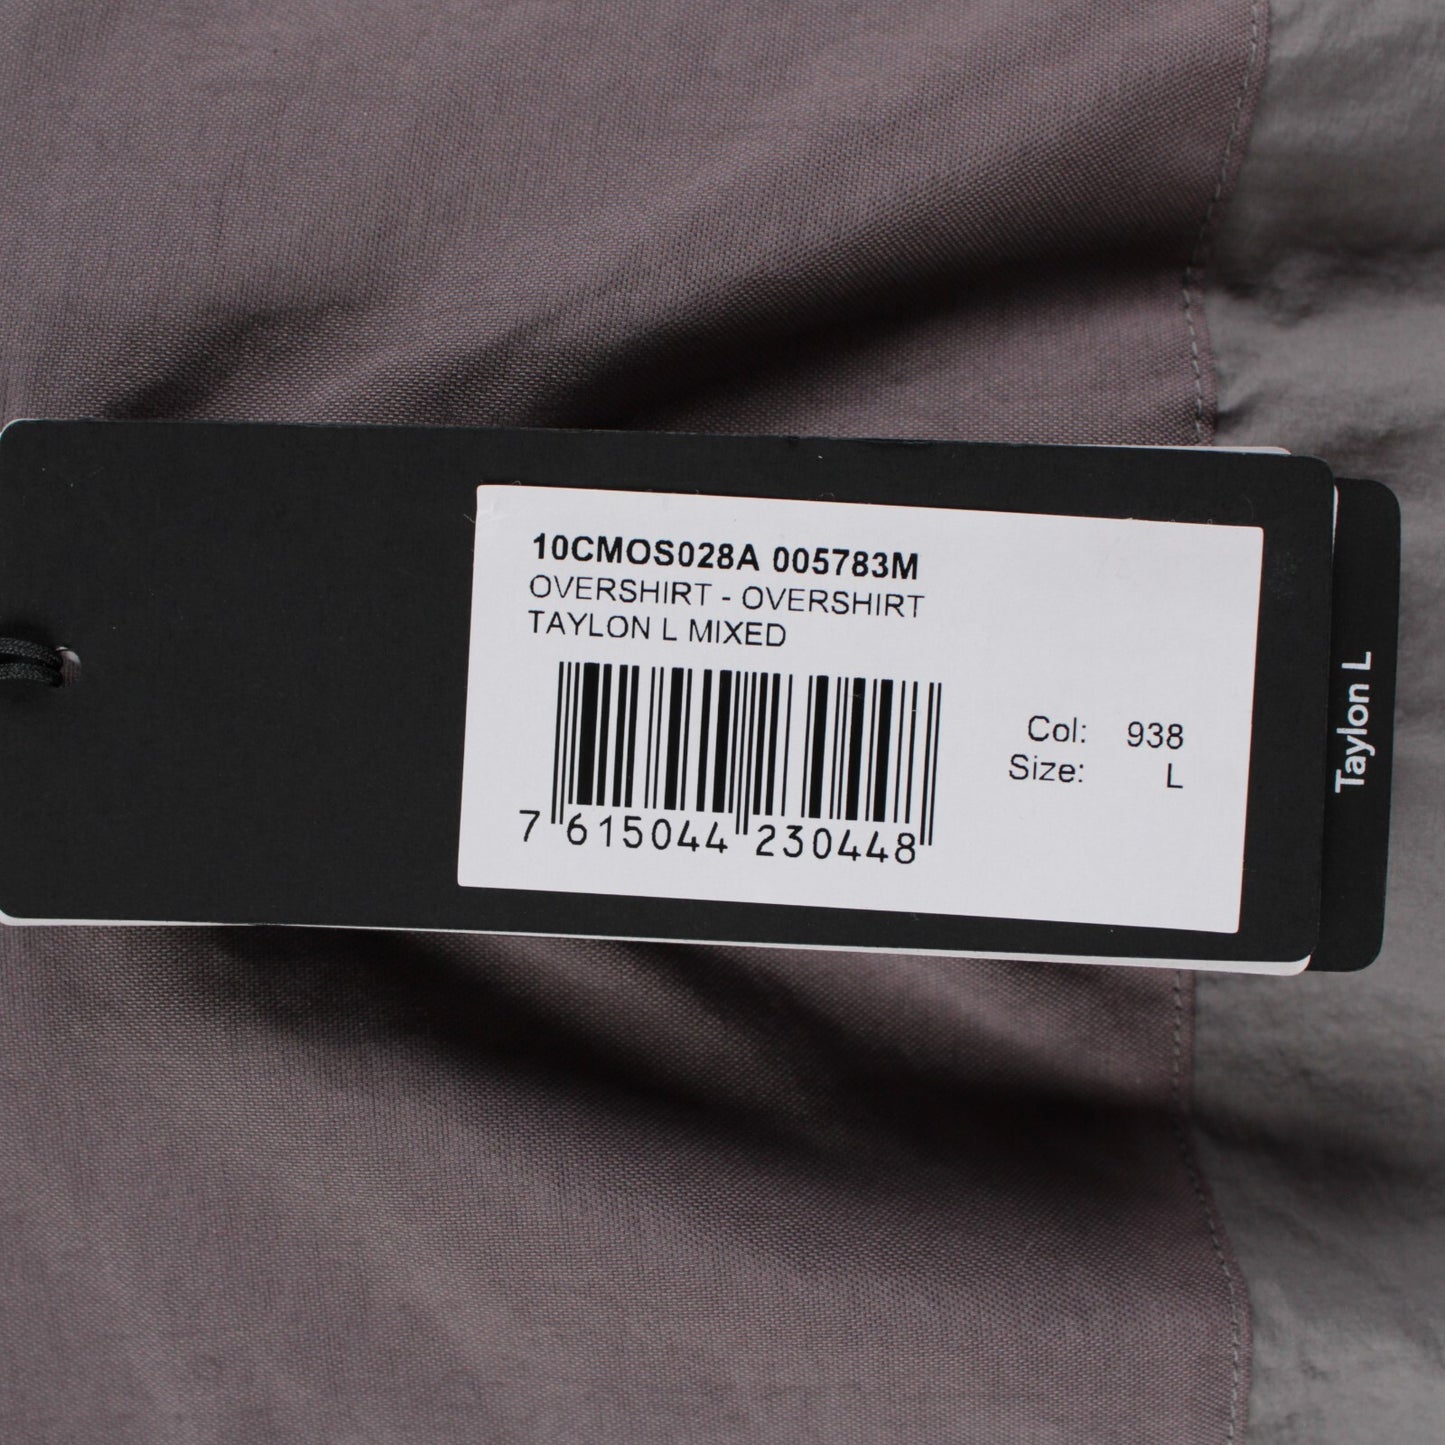 10CMOS028A 005783M
OVERSHIRT - OVERSHIRT
TAYLON L MIXED
Col: 938
Size: L
7 615044 230448
Taylon L